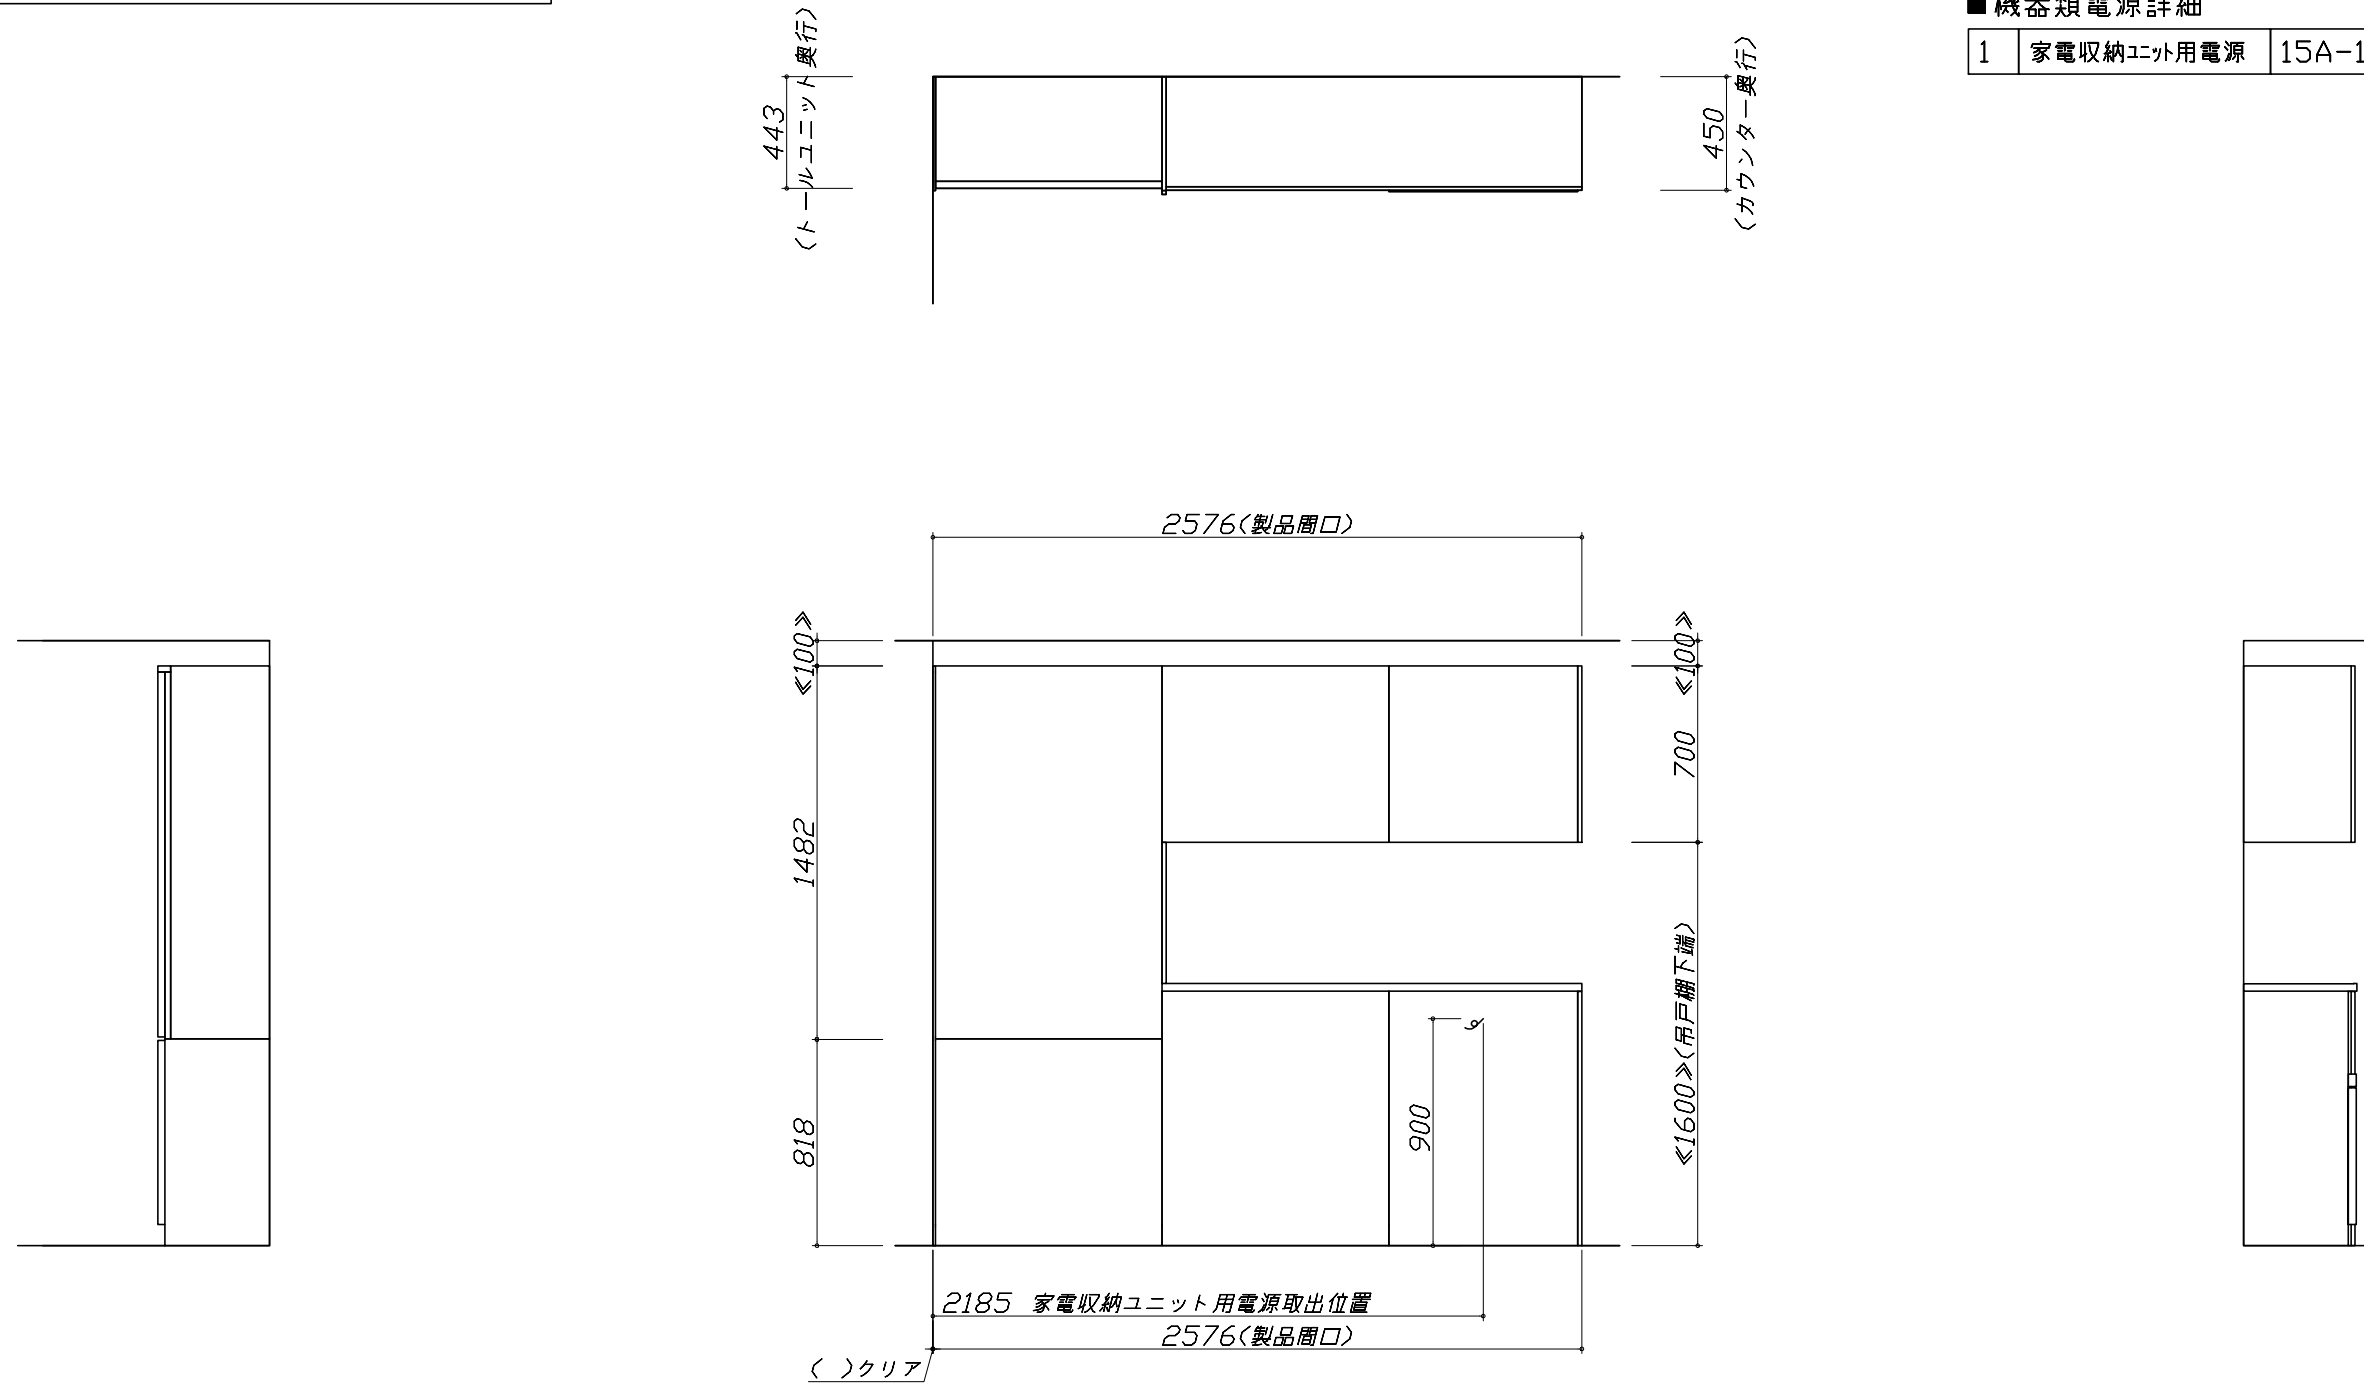 ■機器類電源詳細
1 家電収納ユニット用電源 15A-1
443
(トールユニット奥行)
450
(カウンター奥行)
2576(製品間口)
≪100≫
1482
818
≪100≫
700
≪1600≫(吊戸棚下端)
900
2185 家電収納ユニット用電源取出位置
2576(製品間口)
( )クリア